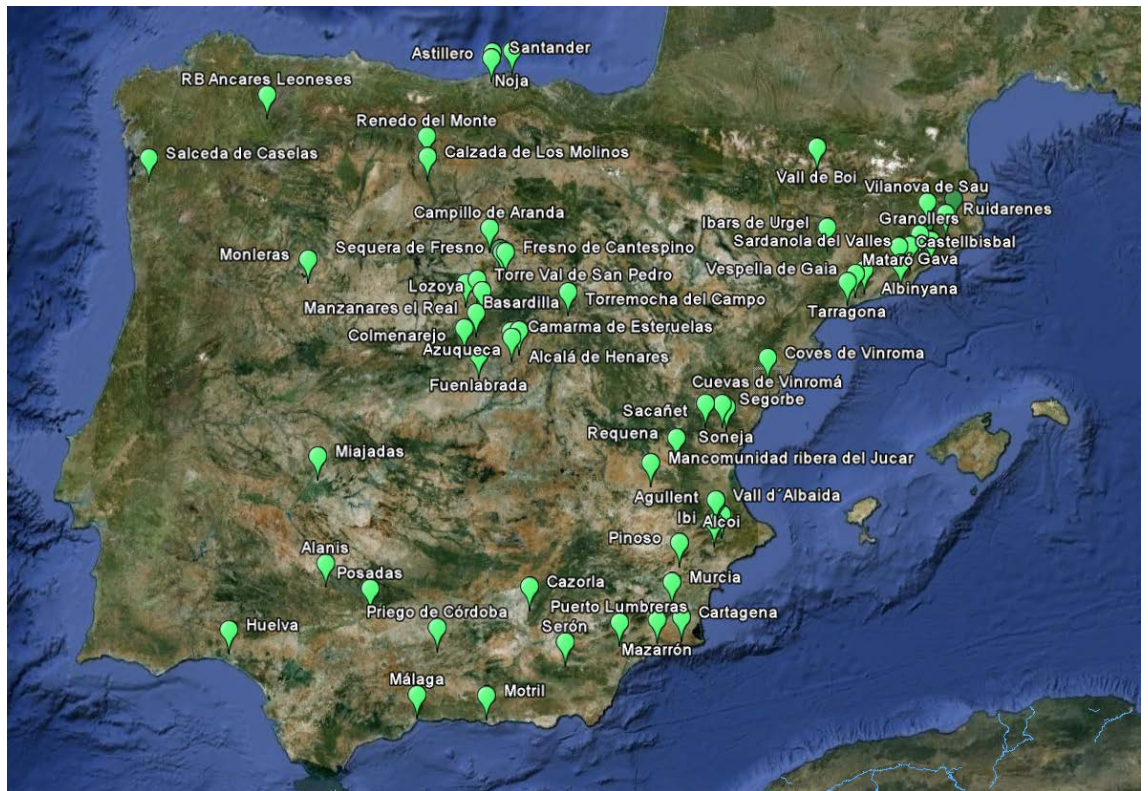 Astillero
Santander
Noja
RB Ancares Leoneses
Renedo del Monte
Salceda de Caselas
Calzada de Los Molinos
Vall de Boi
Vilanova de Sau
Ruidarenes
Campillo de Aranda
Ibars de Urgel
Granollers
Sequera de Fresno
Fresno de Cantespino
Sardanola del Valles
Castellbisbal
Monleras
Mataró
Gava
Torre Val de San Pedro
Vespella de Gaia
Lozoya
Albinyana
Manzanares el Real
Basardilla
Torremocha del Campo
Tarragona
Colmenarejo
Camarma de Esteruelas
Azuqueca
Alcalá de Henares
Coves de Vinroma
Fuenlabrada
Cuevas de Vinromá
Sacañet
Segorbe
Requena
Soneja
Miajadas
Mancomunidad ribera del Jucar
Agullent
Vall d´Albaida
Ibi
Alcoi
Pinoso
Alanis
Posadas
Cazorla
Murcia
Priego de Córdoba
Puerto Lumbreras
Cartagena
Huelva
Serón
Mazarrón
Málaga
Motril